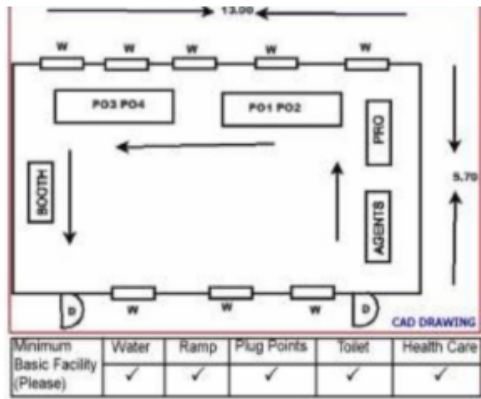 13.00
W W W W W
PO3 PO4
PO1 PO2
PRO
5.70
BOOTH
AGENTS
W W W
D D
CAD DRAWING
Minimum Basic Facility (Please)
Water Ramp Plug Points Toilet Health Care
✓ ✓ ✓ ✓ ✓